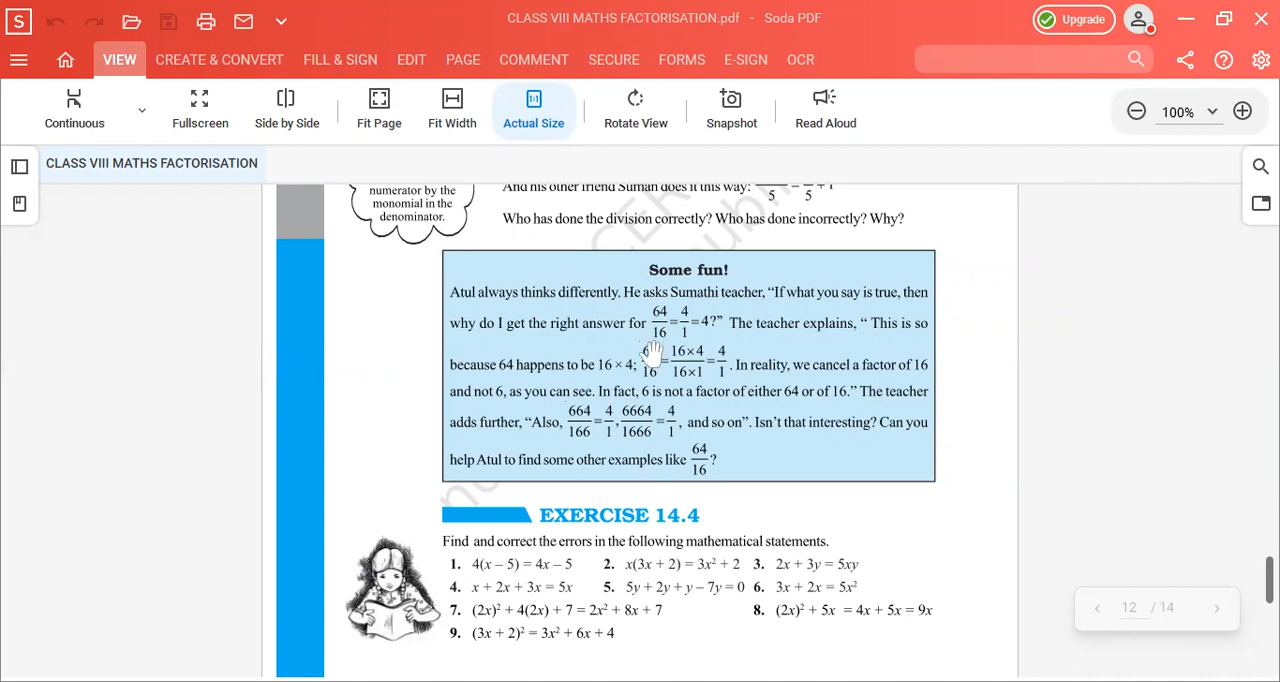 S
CLASS VIII MATHS FACTORISATION.pdf - Soda PDF
Upgrade
VIEW CREATE & CONVERT FILL & SIGN EDIT PAGE COMMENT SECURE FORMS E-SIGN OCR
Continuous Fullscreen Side by Side Fit Page Fit Width Actual Size Rotate View Snapshot Read Aloud 100%
CLASS VIII MATHS FACTORISATION
numerator by the
monomial in the
denominator.
And his other friend Suman does it this way:
Who has done the division correctly? Who has done incorrectly? Why?
Some fun!
Atul always thinks differently. He asks Sumathi teacher, “If what you say is true, then
why do I get the right answer for 64/16 = 4/1 = 4?” The teacher explains, “ This is so
because 64 happens to be 16 × 4; = 16×4/16×1 = 4/1 . In reality, we cancel a factor of 16
and not 6, as you can see. In fact, 6 is not a factor of either 64 or of 16.” The teacher
adds further, “Also, 664/166 = 4/1, 6664/1666 = 4/1, and so on”. Isn’t that interesting? Can you
help Atul to find some other examples like 64/16?
EXERCISE 14.4
Find and correct the errors in the following mathematical statements.
1. 4(x – 5) = 4x – 5 2. x(3x + 2) = 3x² + 2 3. 2x + 3y = 5xy
4. x + 2x + 3x = 5x 5. 5y + 2y + y – 7y = 0 6. 3x + 2x = 5x²
7. (2x)² + 4(2x) + 7 = 2x² + 8x + 7 8. (2x)² + 5x = 4x + 5x = 9x
9. (3x + 2)² = 3x² + 6x + 4
12 / 14